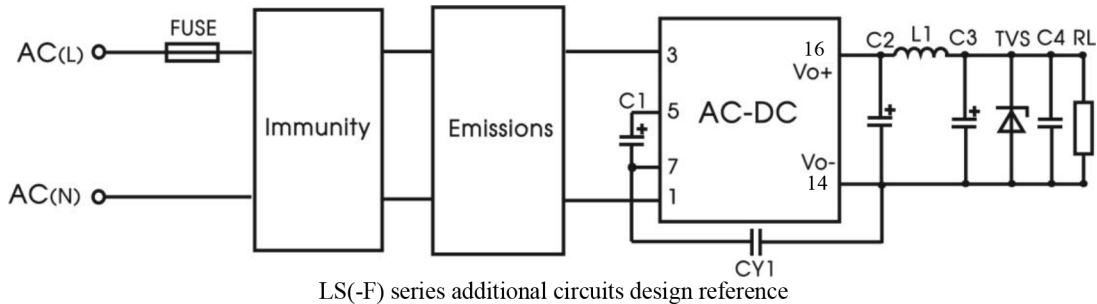 FUSE
AC(L)
AC(N)
Immunity
Emissions
C1
3
5
7
1
AC-DC
16
Vo+
Vo-
14
C2
L1
C3
TVS
C4
RL
+
+
+
CY1
LS(-F) series additional circuits design reference